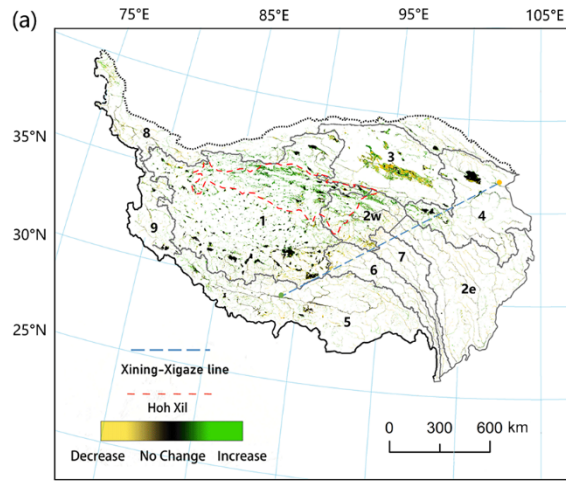 (a)
75°E 85°E 95°E 105°E
35°N
30°N
25°N
8
3
4
1
2w
9
7
6
2e
5
Xining–Xigaze line
Hoh Xil
Decrease No Change Increase
0 300 600 km